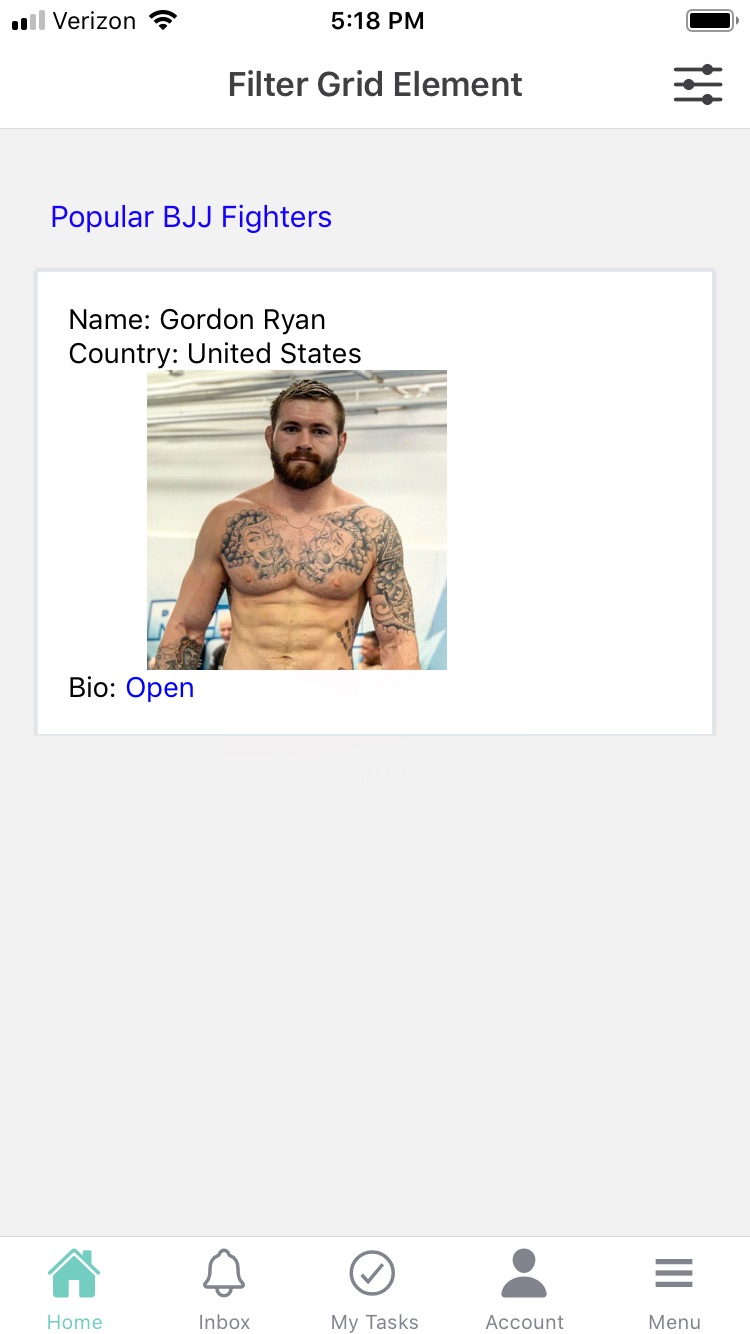 Verizon 5:18 PM
Filter Grid Element
Popular BJJ Fighters
Name: Gordon Ryan
Country: United States
Bio: Open
Home Inbox My Tasks Account Menu